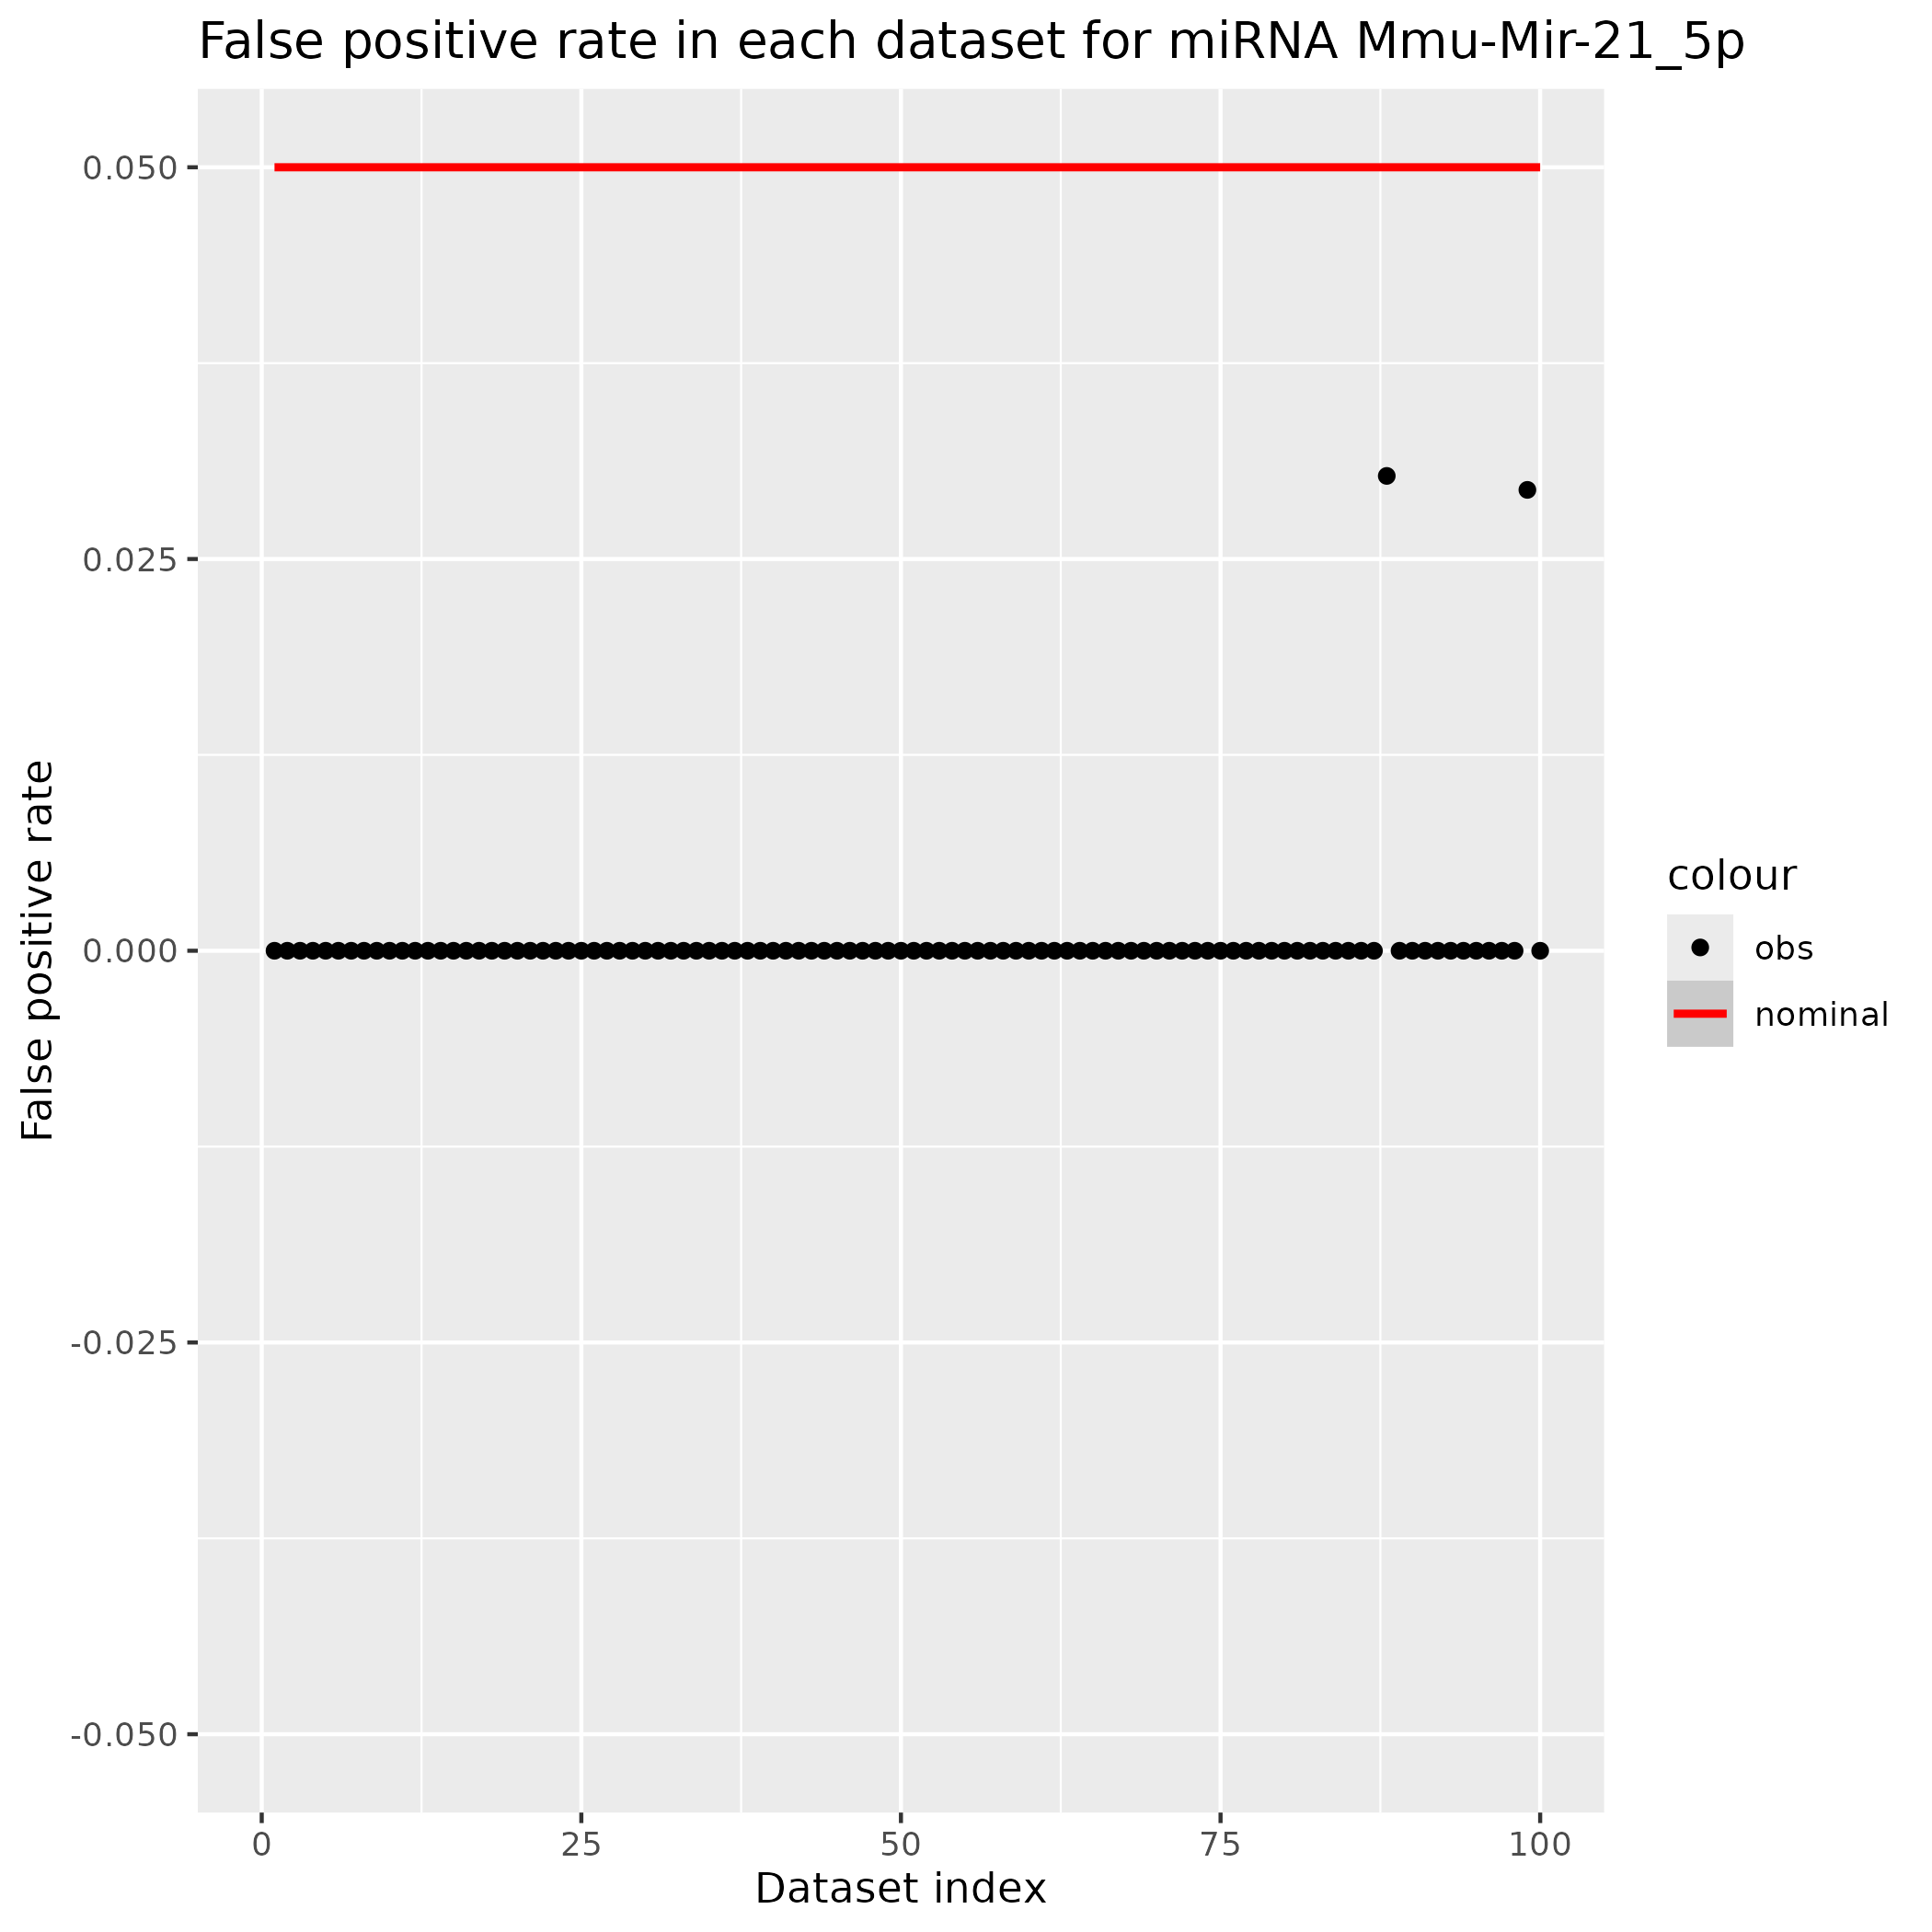 False positive rate in each dataset for miRNA Mmu-Mir-21_5p
0.050
0.025
0.000
-0.025
-0.050
False positive rate
0
25
50
75
100
Dataset index
colour
obs
nominal